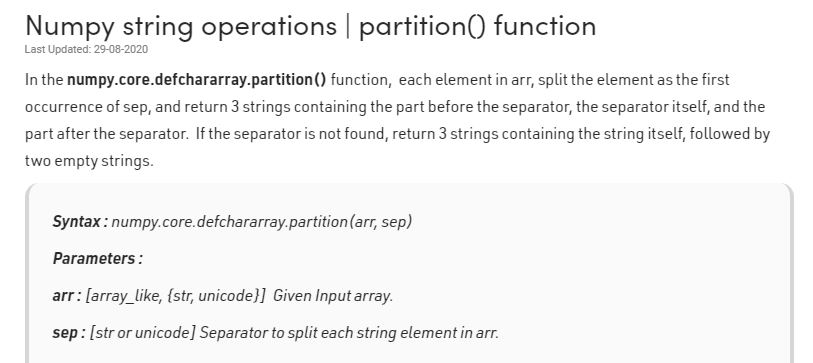 Numpy string operations | partition() function
Last Updated: 29-08-2020
In the numpy.core.defchararray.partition() function, each element in arr, split the element as the first
occurrence of sep, and return 3 strings containing the part before the separator, the separator itself, and the
part after the separator. If the separator is not found, return 3 strings containing the string itself, followed by
two empty strings.
Syntax : numpy.core.defchararray.partition(arr, sep)
Parameters :
arr : [array_like, {str, unicode}] Given Input array.
sep : [str or unicode] Separator to split each string element in arr.